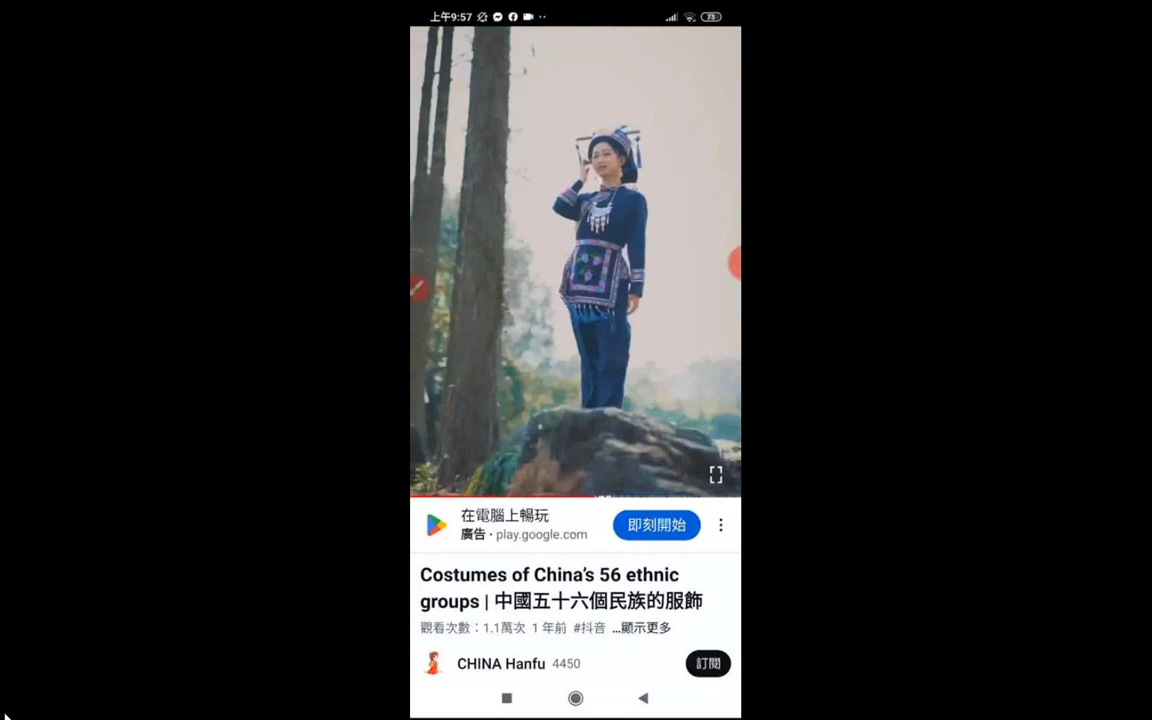 上午9:57
73
在電腦上暢玩
廣告 · play.google.com
即刻開始
Costumes of China's 56 ethnic
groups | 中國五十六個民族的服飾
觀看次數：1.1萬次 1 年前 #抖音 ...顯示更多
CHINA Hanfu 4450
訂閱